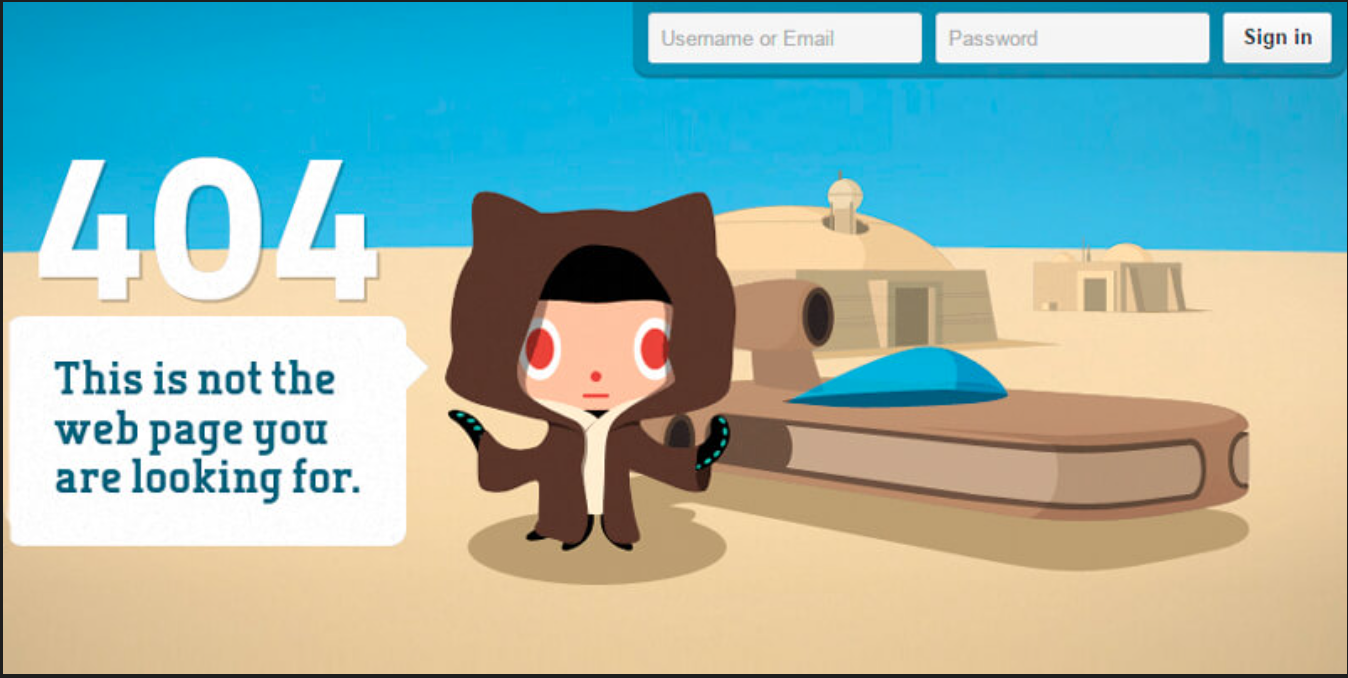 Username or Email
Password
Sign in
404
This is not the
web page you
are looking for.